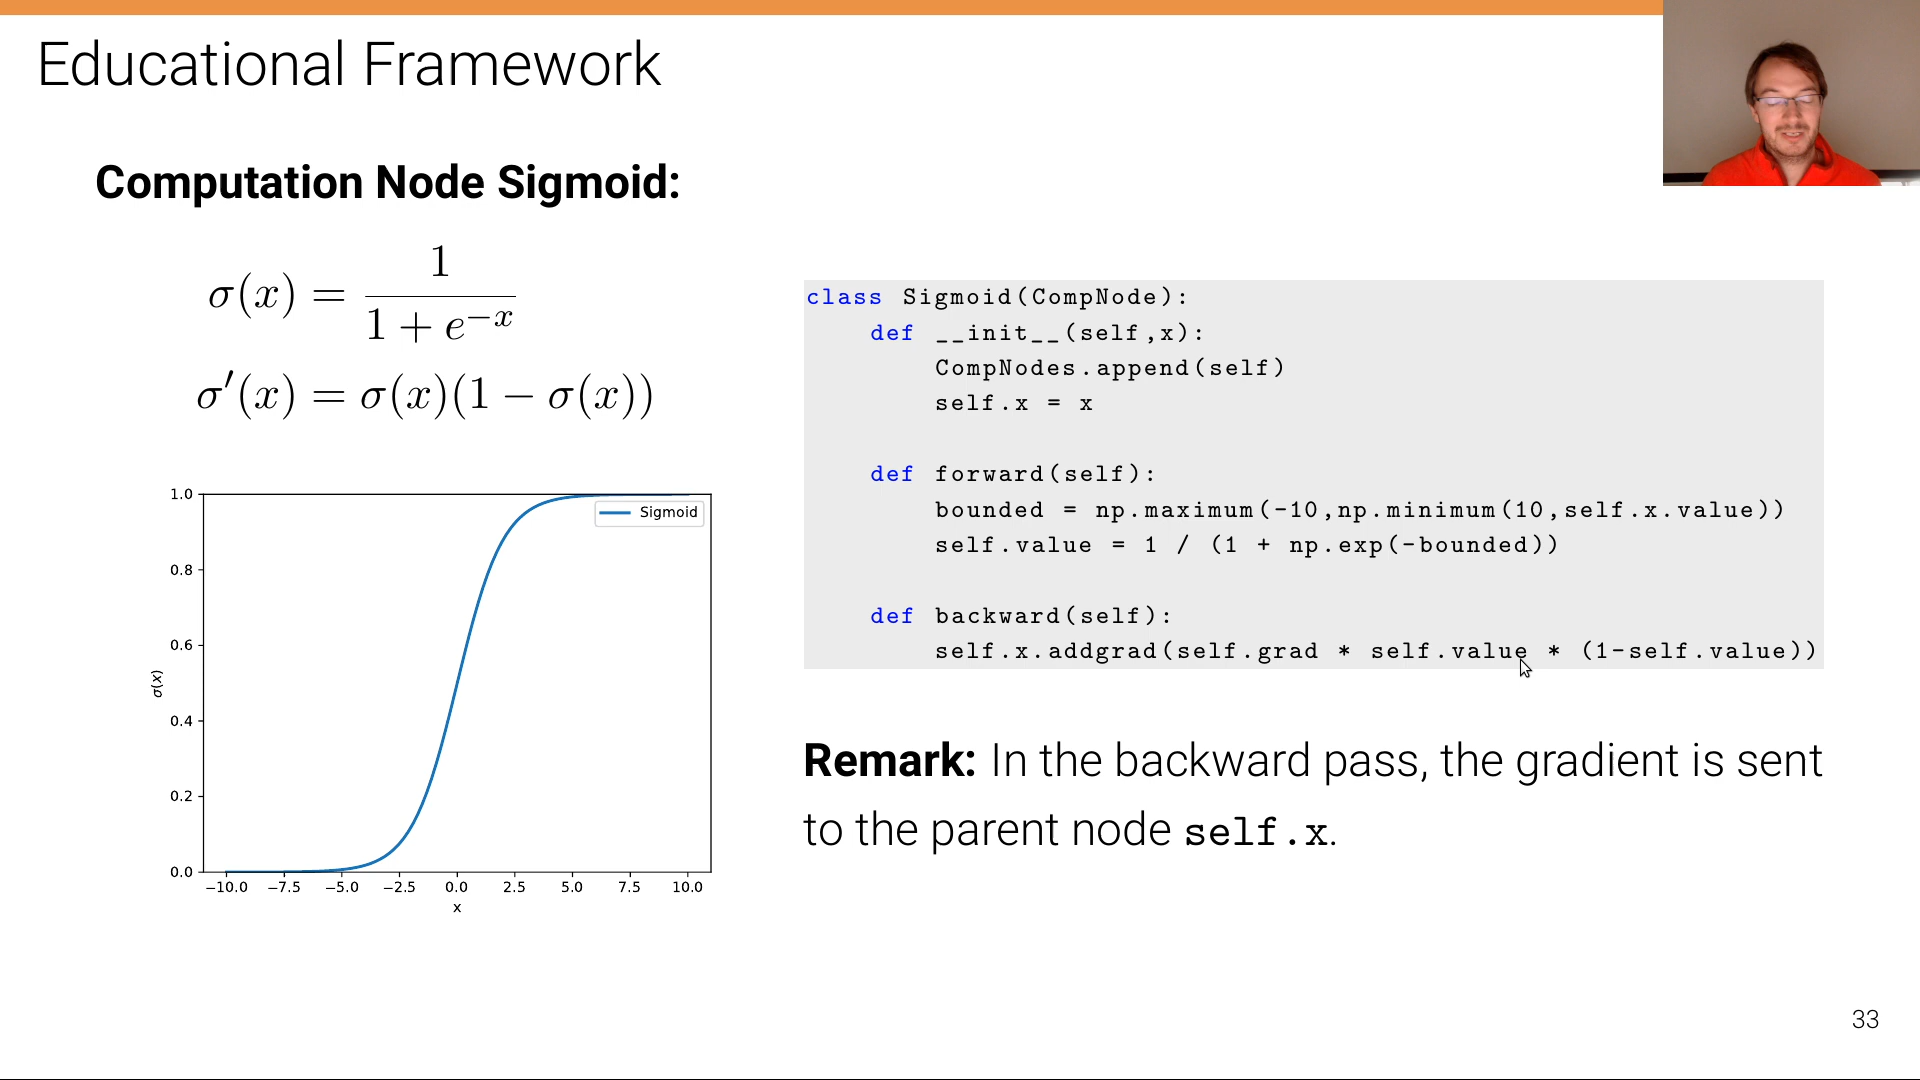 Educational Framework
Computation Node Sigmoid:
σ(x) = 1 / (1 + e^{−x})
σ′(x) = σ(x)(1 − σ(x))
1.0
0.8
0.6
0.4
0.2
0.0
σ(x)
Sigmoid
−10.0 −7.5 −5.0 −2.5 0.0 2.5 5.0 7.5 10.0
x
class Sigmoid(CompNode):
    def __init__(self,x):
        CompNodes.append(self)
        self.x = x
    def forward(self):
        bounded = np.maximum(-10,np.minimum(10,self.x.value))
        self.value = 1 / (1 + np.exp(-bounded))
    def backward(self):
        self.x.addgrad(self.grad * self.value * (1-self.value))
Remark: In the backward pass, the gradient is sent
to the parent node self.x.
33